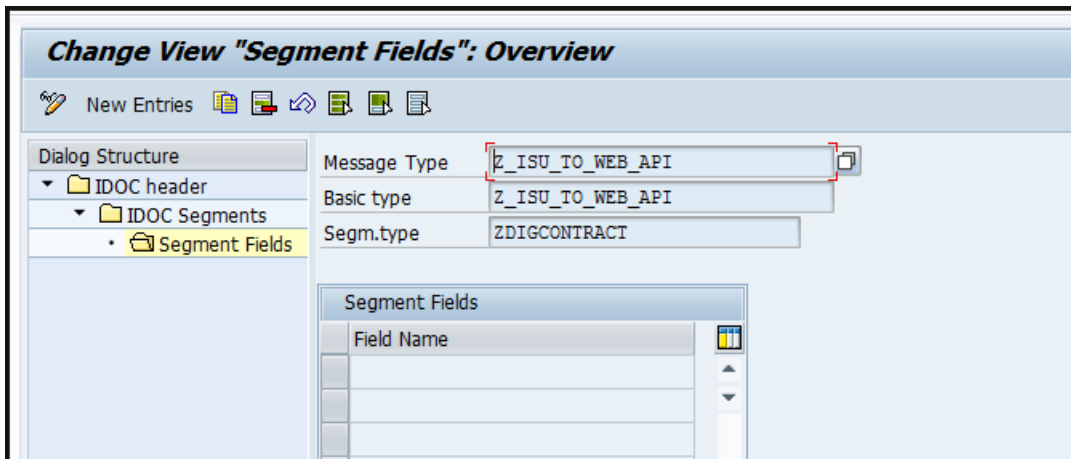 Change View "Segment Fields": Overview
New Entries
Dialog Structure
IDOC header
IDOC Segments
Segment Fields
Message Type Z_ISU_TO_WEB_API
Basic type Z_ISU_TO_WEB_API
Segm.type ZDIGCONTRACT
Segment Fields
Field Name